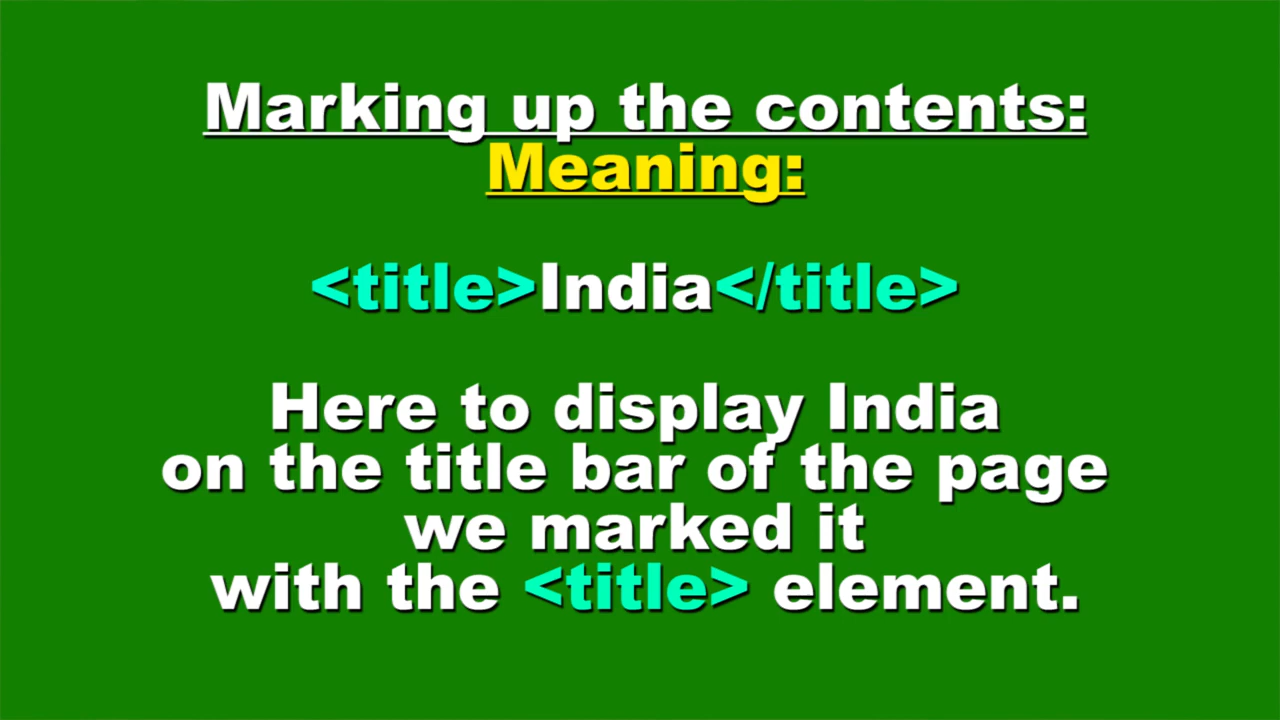 Marking up the contents:
Meaning:
<title>India</title>
Here to display India
on the title bar of the page
we marked it
with the <title> element.